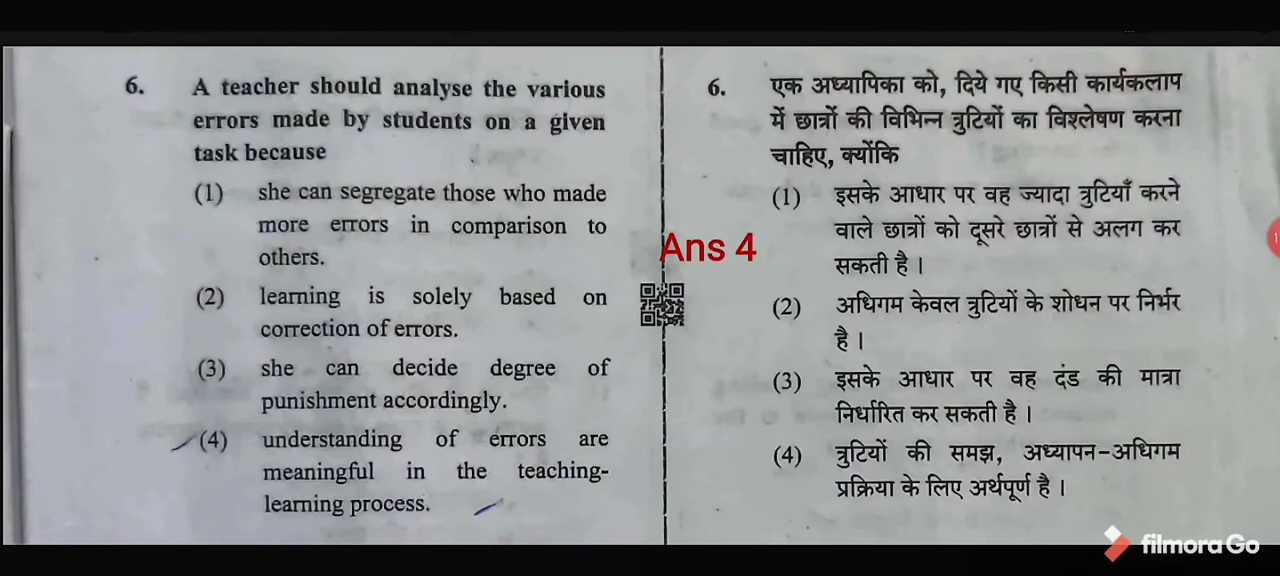 6. A teacher should analyse the various
errors made by students on a given
task because
(1) she can segregate those who made
more errors in comparison to
others.
(2) learning is solely based on
correction of errors.
(3) she can decide degree of
punishment accordingly.
(4) understanding of errors are
meaningful in the teaching-
learning process.
Ans 4
6. एक अध्यापिका को, दिये गए किसी कार्यकलाप
में छात्रों की विभिन्न त्रुटियों का विश्लेषण करना
चाहिए, क्योंकि
(1) इसके आधार पर वह ज्यादा त्रुटियाँ करने
वाले छात्रों को दूसरे छात्रों से अलग कर
सकती है ।
(2) अधिगम केवल त्रुटियों के शोधन पर निर्भर
है ।
(3) इसके आधार पर वह दंड की मात्रा
निर्धारित कर सकती है ।
(4) त्रुटियों की समझ, अध्यापन-अधिगम
प्रक्रिया के लिए अर्थपूर्ण है ।
1
filmora Go